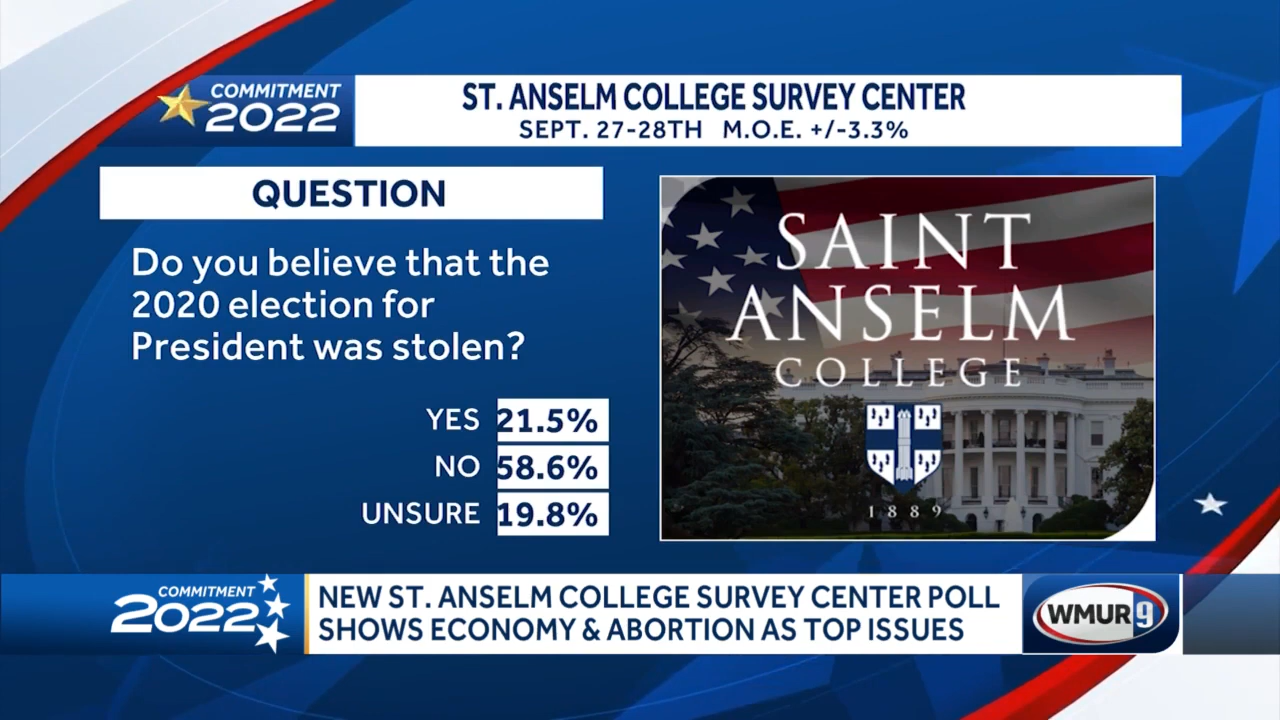 COMMITMENT
2022
ST. ANSELM COLLEGE SURVEY CENTER
SEPT. 27-28TH M.O.E. +/-3.3%
QUESTION
Do you believe that the
2020 election for
President was stolen?
YES 21.5%
NO 58.6%
UNSURE 19.8%
SAINT
ANSELM
COLLEGE
1889
COMMITMENT
2022
NEW ST. ANSELM COLLEGE SURVEY CENTER POLL
SHOWS ECONOMY & ABORTION AS TOP ISSUES
WMUR 9